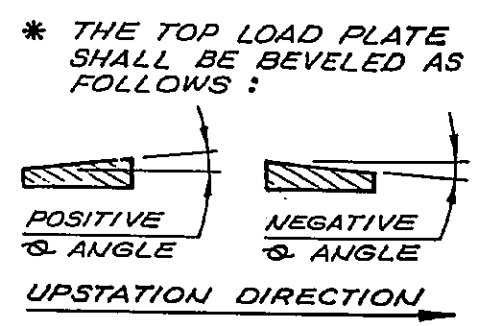 * THE TOP LOAD PLATE
SHALL BE BEVELED AS
FOLLOWS :
POSITIVE
θ ANGLE
NEGATIVE
θ ANGLE
UPSTATION DIRECTION